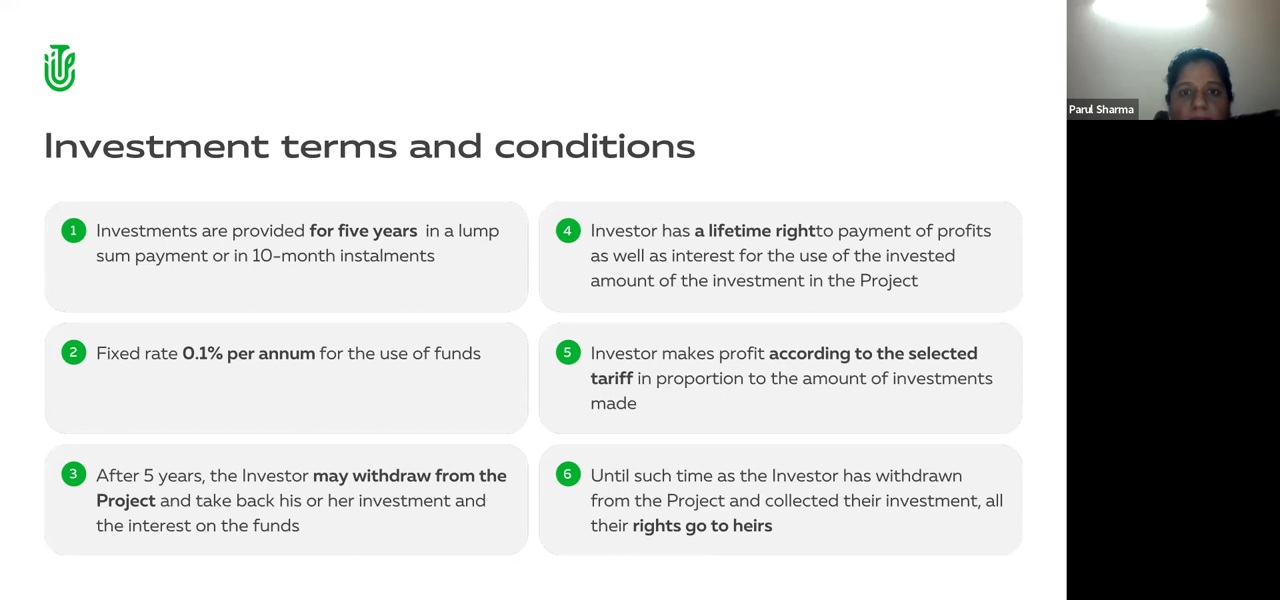 Investment terms and conditions
1
Investments are provided for five years in a lump
sum payment or in 10-month instalments
2
Fixed rate 0.1% per annum for the use of funds
3
After 5 years, the Investor may withdraw from the
Project and take back his or her investment and
the interest on the funds
4
Investor has a lifetime rightto payment of profits
as well as interest for the use of the invested
amount of the investment in the Project
5
Investor makes profit according to the selected
tariff in proportion to the amount of investments
made
6
Until such time as the Investor has withdrawn
from the Project and collected their investment, all
their rights go to heirs
Parul Sharma